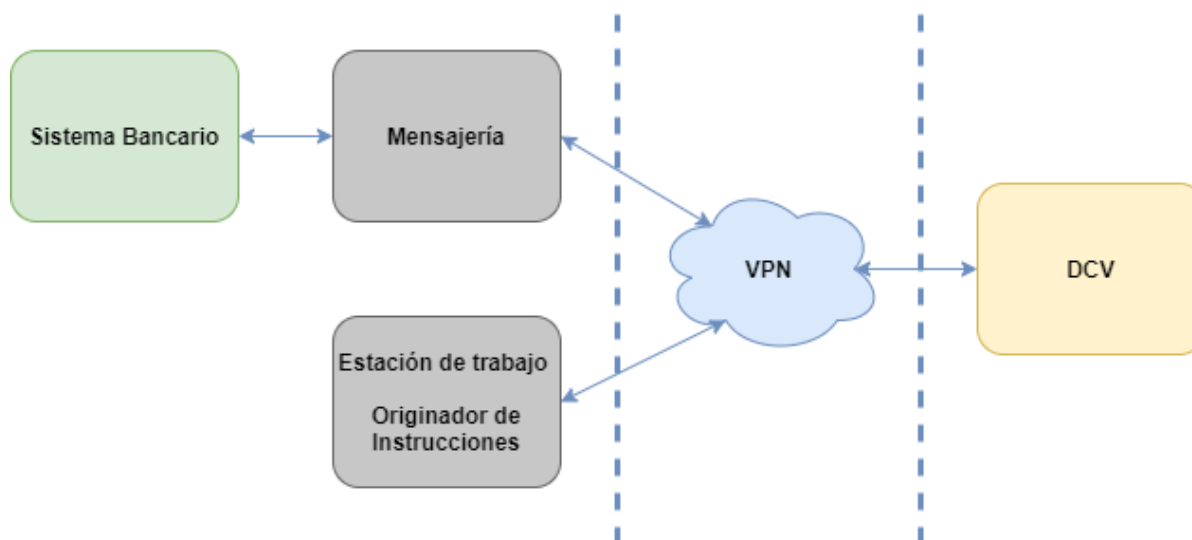 Sistema Bancario
Mensajería
VPN
DCV
Estación de trabajo
Originador de
Instrucciones